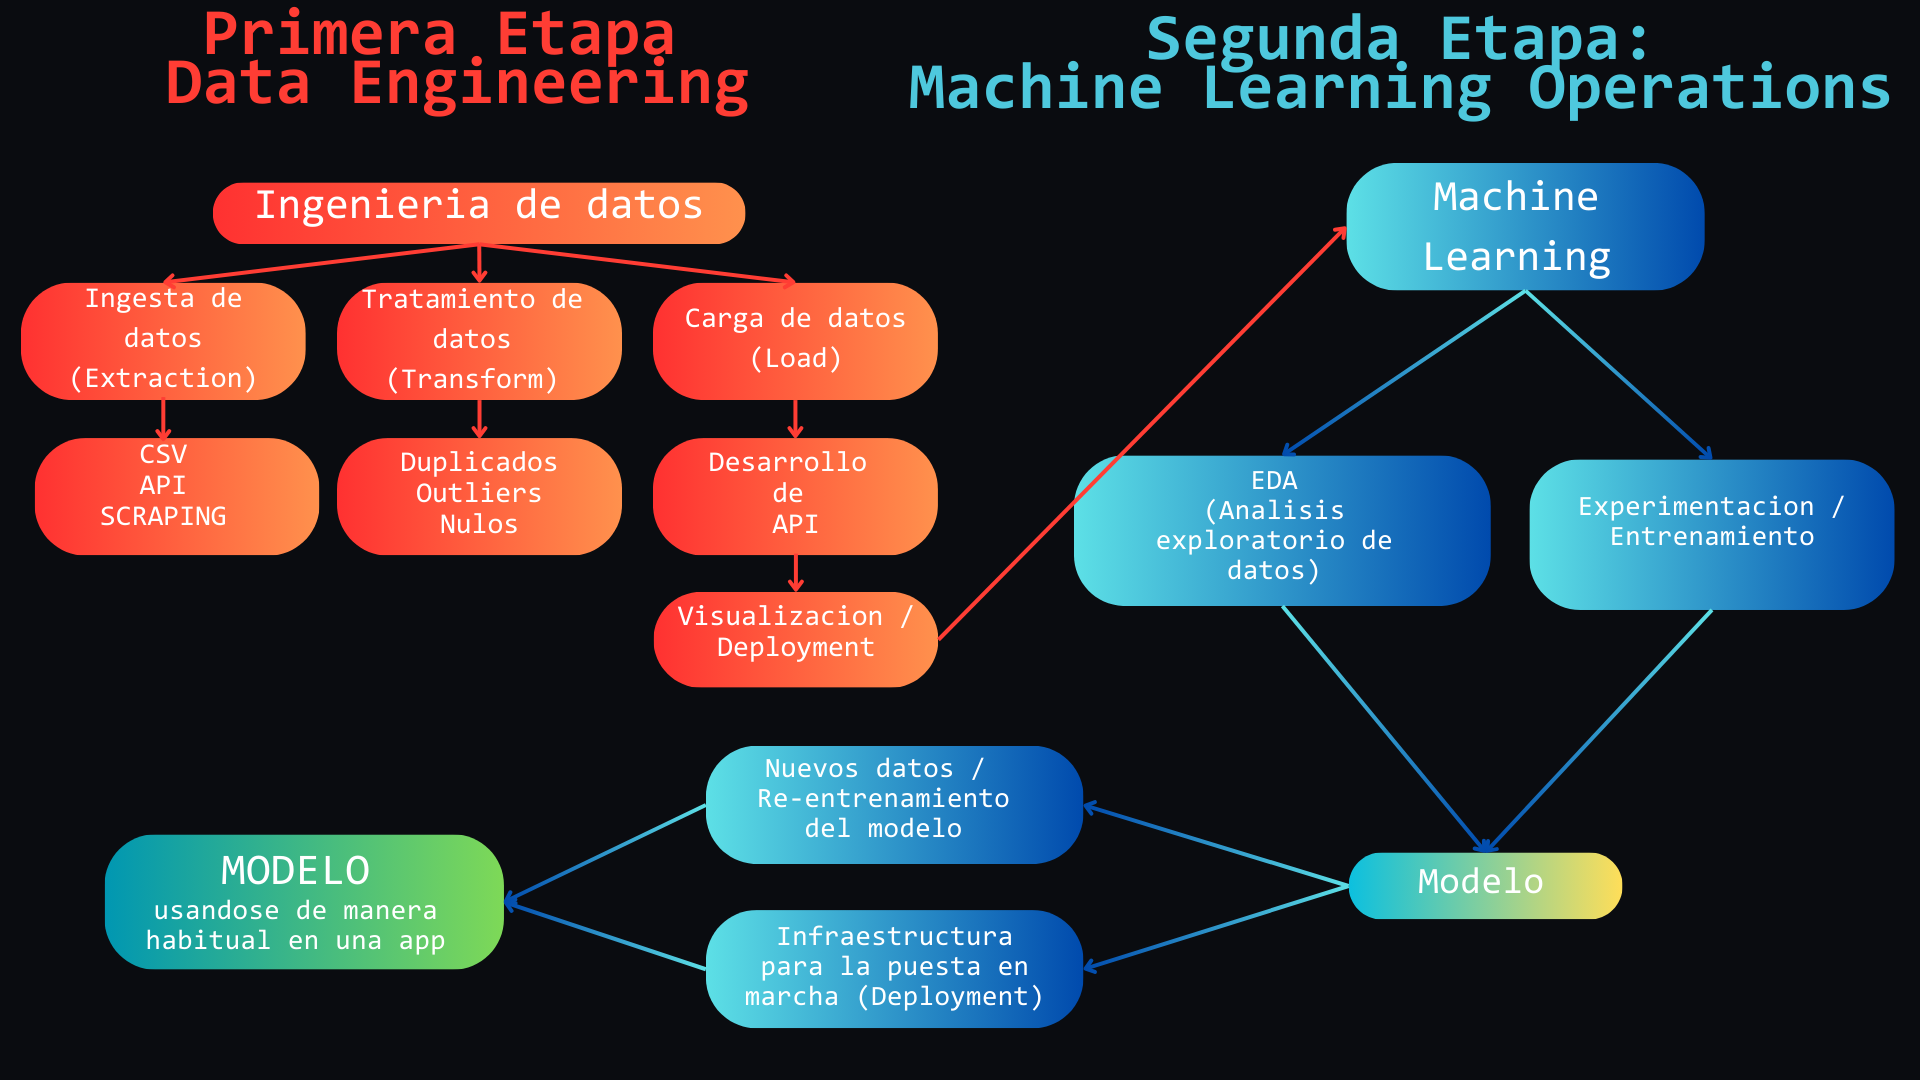 Primera Etapa
Data Engineering
Segunda Etapa:
Machine Learning Operations
Ingenieria de datos
Ingesta de
datos
(Extraction)
Tratamiento de
datos
(Transform)
Carga de datos
(Load)
CSV
API
SCRAPING
Duplicados
Outliers
Nulos
Desarrollo
de
API
Visualizacion /
Deployment
Machine
Learning
EDA
(Analisis
exploratorio de
datos)
Experimentacion /
Entrenamiento
Modelo
Nuevos datos /
Re-entrenamiento
del modelo
Infraestructura
para la puesta en
marcha (Deployment)
MODELO
usandose de manera
habitual en una app